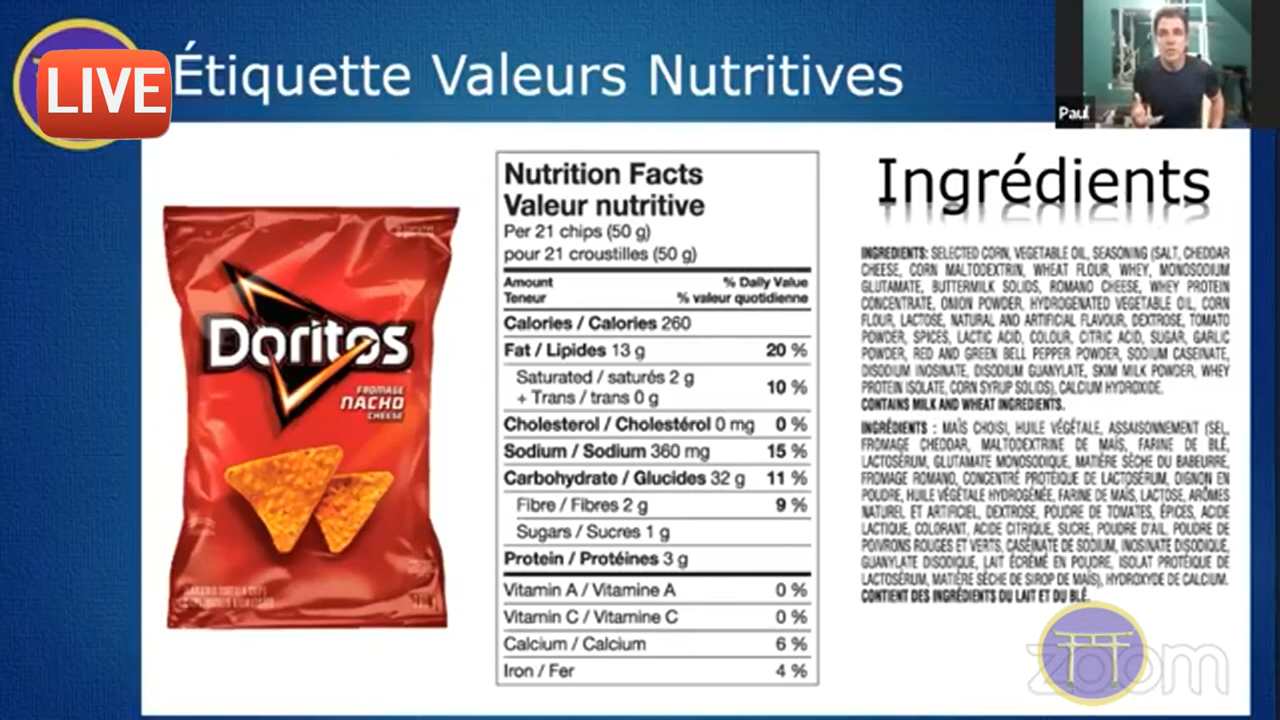 LIVE
Étiquette Valeurs Nutritives
Paul
Doritos
FROMAGE
NACHO
CHEESE
Nutrition Facts
Valeur nutritive
Per 21 chips (50 g)
pour 21 croustilles (50 g)
Amount % Daily Value
Teneur % valeur quotidienne
Calories / Calories 260
Fat / Lipides 13 g 20 %
Saturated / saturés 2 g
+ Trans / trans 0 g 10 %
Cholesterol / Cholestérol 0 mg 0 %
Sodium / Sodium 360 mg 15 %
Carbohydrate / Glucides 32 g 11 %
Fibre / Fibres 2 g 9 %
Sugars / Sucres 1 g
Protein / Protéines 3 g
Vitamin A / Vitamine A 0 %
Vitamin C / Vitamine C 0 %
Calcium / Calcium 6 %
Iron / Fer 4 %
Ingrédients
INGREDIENTS: SELECTED CORN, VEGETABLE OIL, SEASONING (SALT, CHEDDAR
CHEESE, CORN MALTODEXTRIN, WHEAT FLOUR, WHEY, MONOSODIUM
GLUTAMATE, BUTTERMILK SOLIDS, ROMANO CHEESE, WHEY PROTEIN
CONCENTRATE, ONION POWDER, HYDROGENATED VEGETABLE OIL, CORN
FLOUR, LACTOSE, NATURAL AND ARTIFICIAL FLAVOUR, DEXTROSE, TOMATO
POWDER, SPICES, LACTIC ACID, COLOUR, CITRIC ACID, SUGAR, GARLIC
POWDER, RED AND GREEN BELL PEPPER POWDER, SODIUM CASEINATE,
DISODIUM INOSINATE, DISODIUM GUANYLATE, SKIM MILK POWDER, WHEY
PROTEIN ISOLATE, CORN SYRUP SOLIDS), CALCIUM HYDROXIDE.
CONTAINS MILK AND WHEAT INGREDIENTS.
INGRÉDIENTS : MAÏS CHOISI, HUILE VÉGÉTALE, ASSAISONNEMENT (SEL,
FROMAGE CHEDDAR, MALTODEXTRINE DE MAÏS, FARINE DE BLÉ,
LACTOSÉRUM, GLUTAMATE MONOSODIQUE, MATIÈRE SÈCHE DU BABEURRE,
FROMAGE ROMANO, CONCENTRÉ PROTÉIQUE DE LACTOSÉRUM, OIGNON EN
POUDRE, HUILE VÉGÉTALE HYDROGÉNÉE, FARINE DE MAÏS, LACTOSE, ARÔMES
NATUREL ET ARTIFICIEL, DEXTROSE, POUDRE DE TOMATES, ÉPICES, ACIDE
LACTIQUE, COLORANT, ACIDE CITRIQUE, SUCRE, POUDRE D'AIL, POUDRE DE
POIVRONS ROUGES ET VERTS, CASÉINATE DE SODIUM, INOSINATE DISODIQUE,
GUANYLATE DISODIQUE, LAIT ÉCRÉMÉ EN POUDRE, ISOLAT PROTÉIQUE DE
LACTOSÉRUM, MATIÈRE SÈCHE DE SIROP DE MAÏS), HYDROXYDE DE CALCIUM.
CONTIENT DES INGRÉDIENTS DU LAIT ET DU BLÉ.
zoom